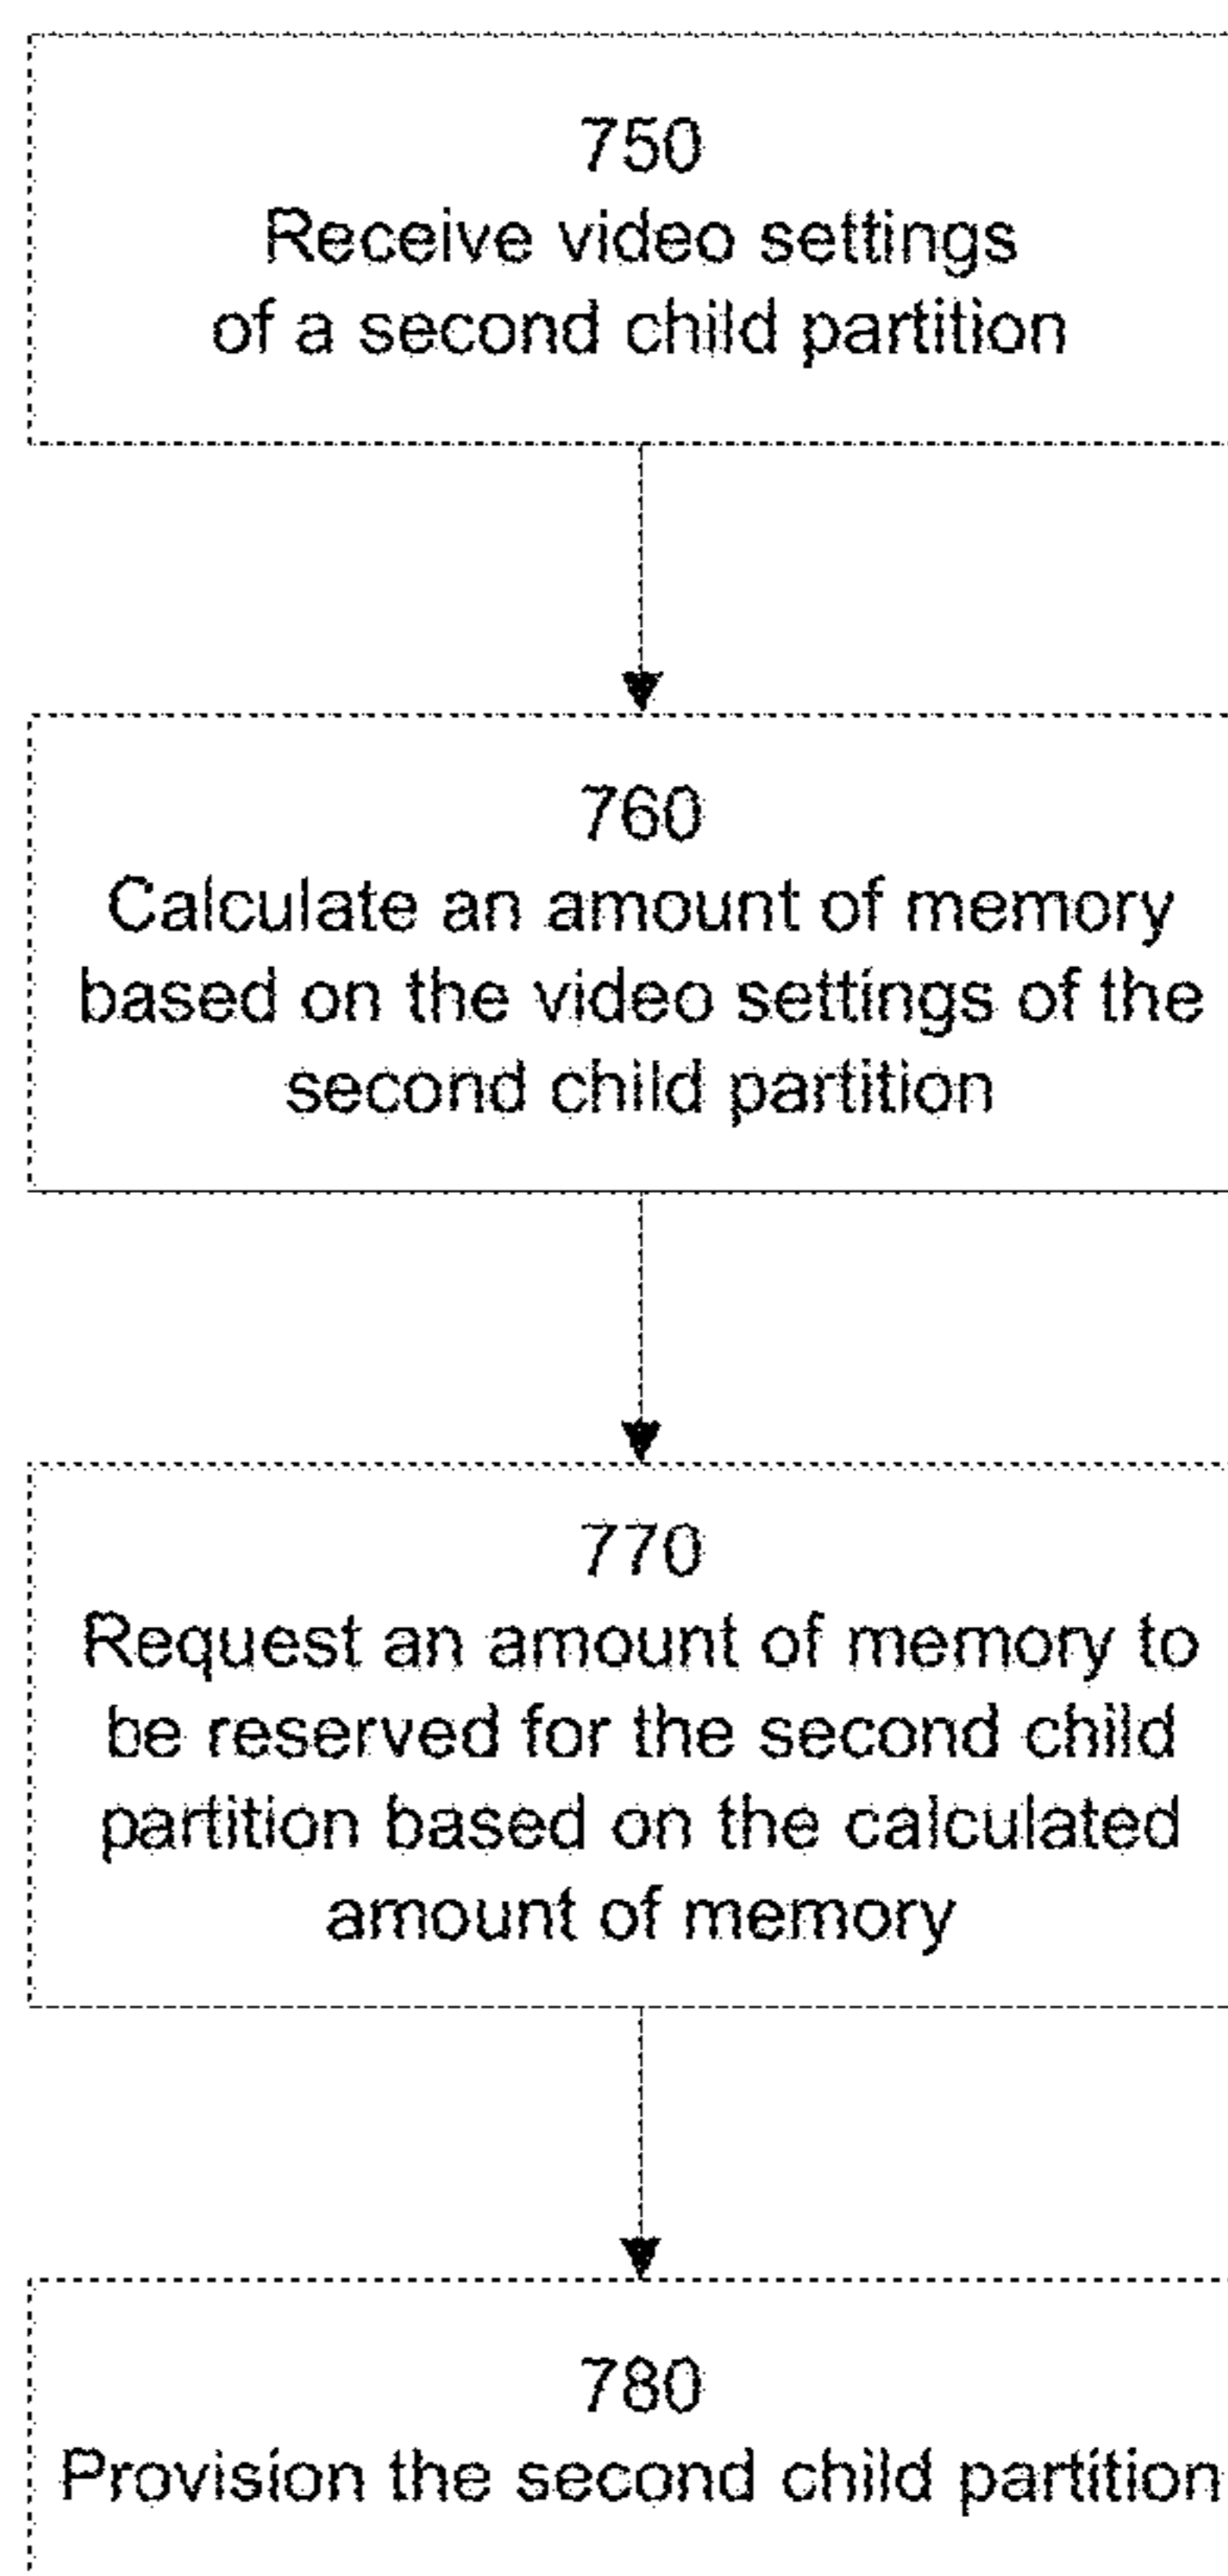 750
Receive video settings
of a second child partition
760
Calculate an amount of memory
based on the video settings of the
second child partition
770
Request an amount of memory to
be reserved for the second child
partition based on the calculated
amount of memory
780
Provision the second child partition